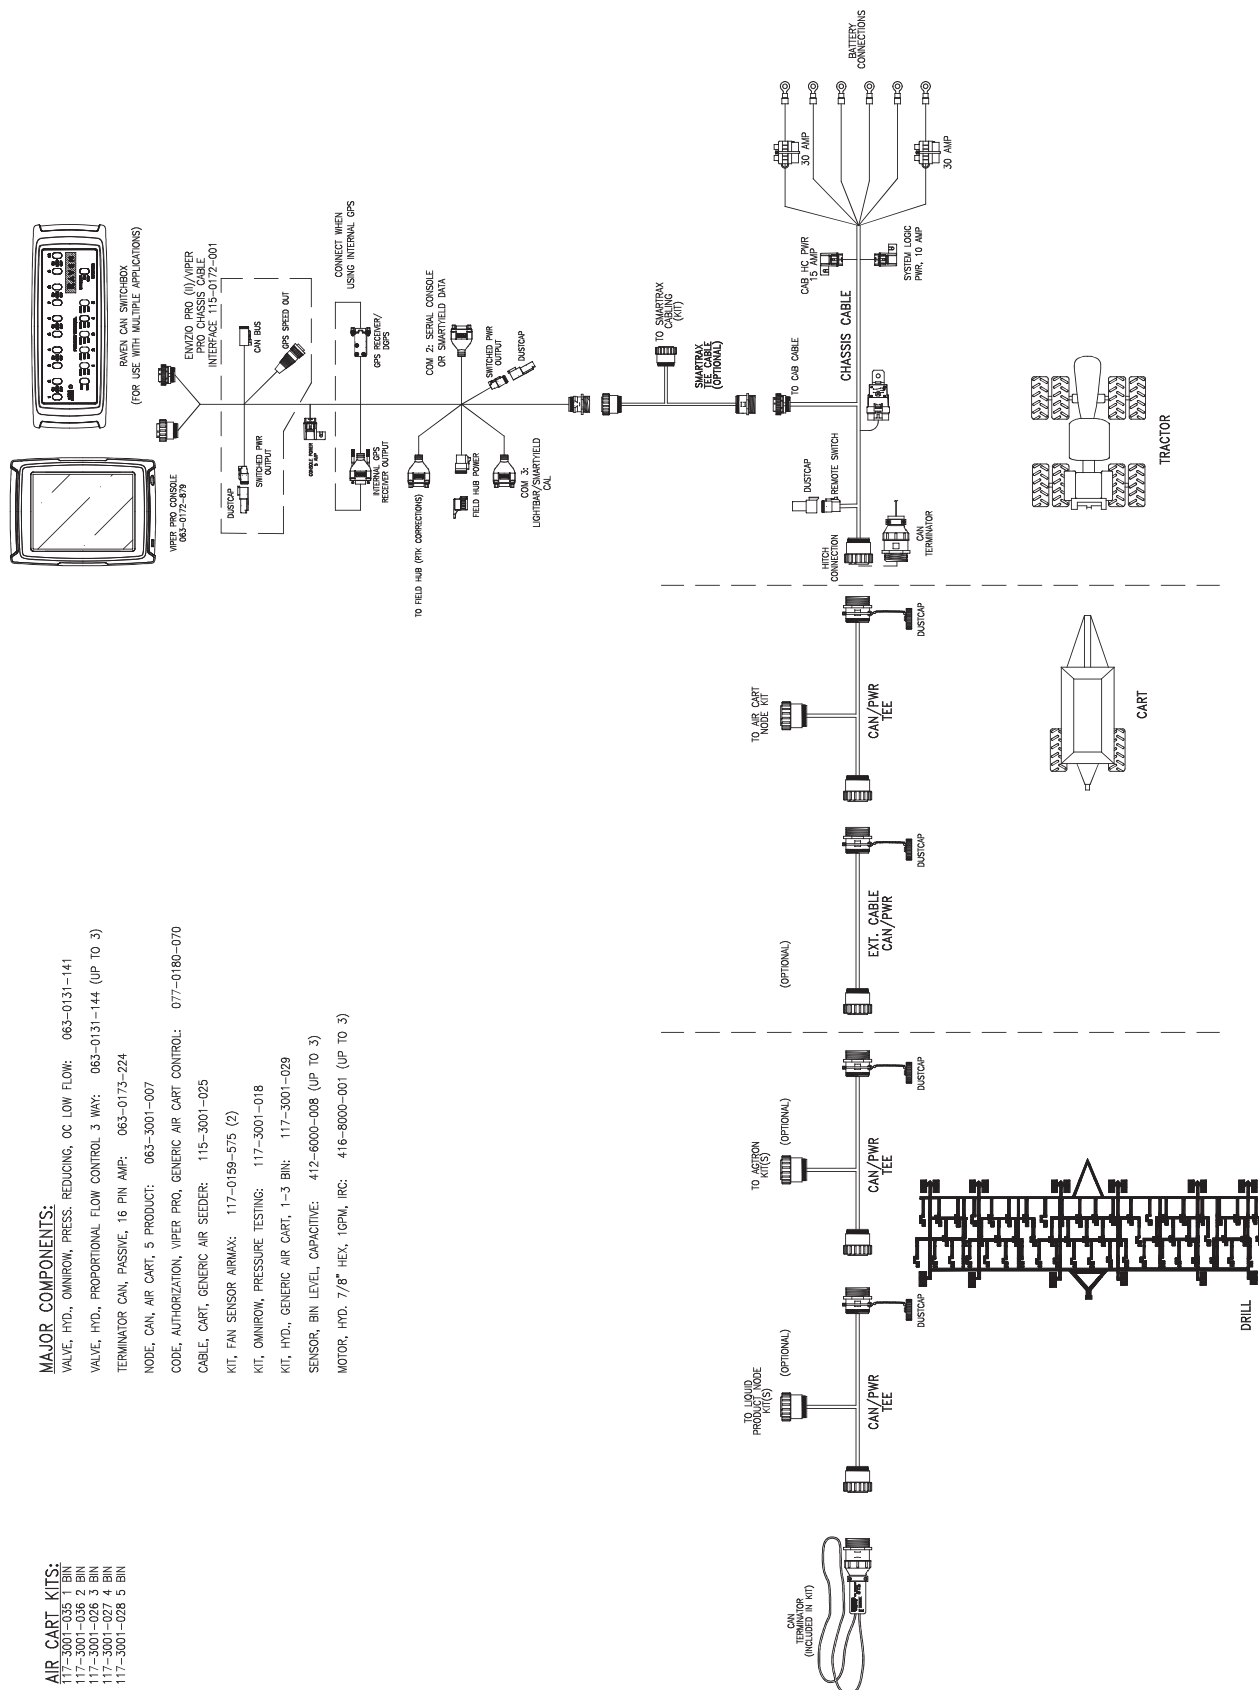 AIR CART KITS:
117-3001-035 1 BIN
117-3001-036 2 BIN
117-3001-026 3 BIN
117-3001-027 4 BIN
117-3001-028 5 BIN
MAJOR COMPONENTS:
VALVE, HYD., OMNIROW, PRESS. REDUCING, OC LOW FLOW: 063-0131-141
VALVE, HYD., PROPORTIONAL FLOW CONTROL 3 WAY: 063-0131-144 (UP TO 3)
TERMINATOR CAN, PASSIVE, 16 PIN AMP: 063-0173-224
NODE, CAN, AIR CART, 5 PRODUCT: 063-3001-007
CODE, AUTHORIZATION, VIPER PRO, GENERIC AIR CART CONTROL: 077-0180-070
CABLE, CART, GENERIC AIR SEEDER: 115-3001-025
KIT, FAN SENSOR AIRMAX: 117-0159-575 (2)
KIT, OMNIROW, PRESSURE TESTING: 117-3001-018
KIT, HYD., GENERIC AIR CART, 1-3 BIN: 117-3001-029
SENSOR, BIN LEVEL, CAPACITIVE: 412-6000-008 (UP TO 3)
MOTOR, HYD. 7/8" HEX, 1GPM, IRC: 416-8000-001 (UP TO 3)
VIPER PRO CONSOLE
063-0172-879
RAVEN CAN SWITCHBOX
(FOR USE WITH MULTIPLE APPLICATIONS)
ENVIZIO PRO (II)/VIPER
PRO CHASSIS CABLE
INTERFACE 115-0172-001
DUSTCAP
SWITCHED PWR
OUTPUT
CAN BUS
GPS SPEED OUT
CONSOLE POWER
5 AMP
CONNECT WHEN
USING INTERNAL GPS
INTERNAL GPS
RECEIVER OUTPUT
GPS RECEIVER/
DGPS
TO FIELD HUB (RTK CORRECTIONS)
FIELD HUB POWER
COM 3:
LIGHTBAR/SMARTYIELD
CAL
COM 2: SERIAL CONSOLE
OR SMARTYIELD DATA
SWITCHED PWR
OUTPUT
DUSTCAP
TO SMARTRAX
CABLING
(KIT)
SMARTRAX
TEE CABLE
(OPTIONAL)
TO CAB CABLE
CHASSIS CABLE
CAB HC PWR
15 AMP
SYSTEM LOGIC
PWR, 10 AMP
30 AMP
30 AMP
BATTERY
CONNECTIONS
DUSTCAP
REMOTE SWITCH
HITCH
CONNECTION
CAN
TERMINATOR
TRACTOR
DUSTCAP
TO AIR CART
NODE KIT
CAN/PWR
TEE
CART
DUSTCAP
EXT. CABLE
CAN/PWR
(OPTIONAL)
DUSTCAP
TO ACTRON
KIT(S)
(OPTIONAL)
CAN/PWR
TEE
DUSTCAP
TO LIQUID
PRODUCT NODE
KIT(S)
(OPTIONAL)
CAN/PWR
TEE
DRILL
CAN
TERMINATOR
(INCLUDED IN KIT)